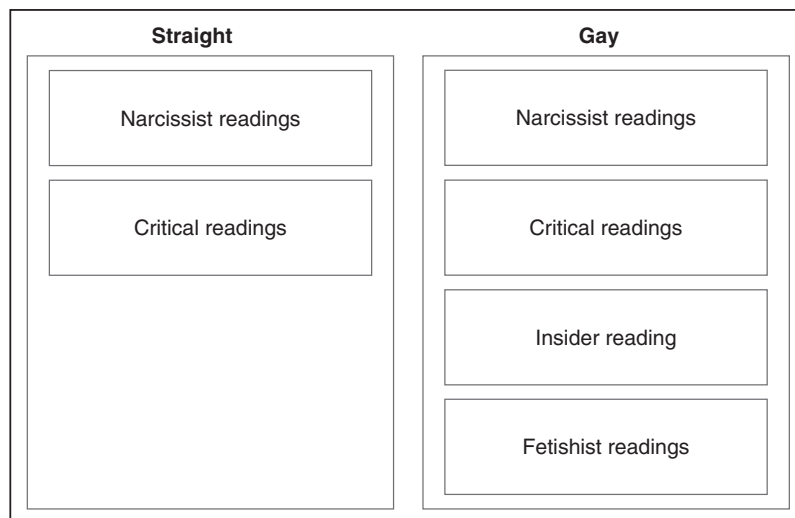 Straight
Narcissist readings
Critical readings
Gay
Narcissist readings
Critical readings
Insider reading
Fetishist readings